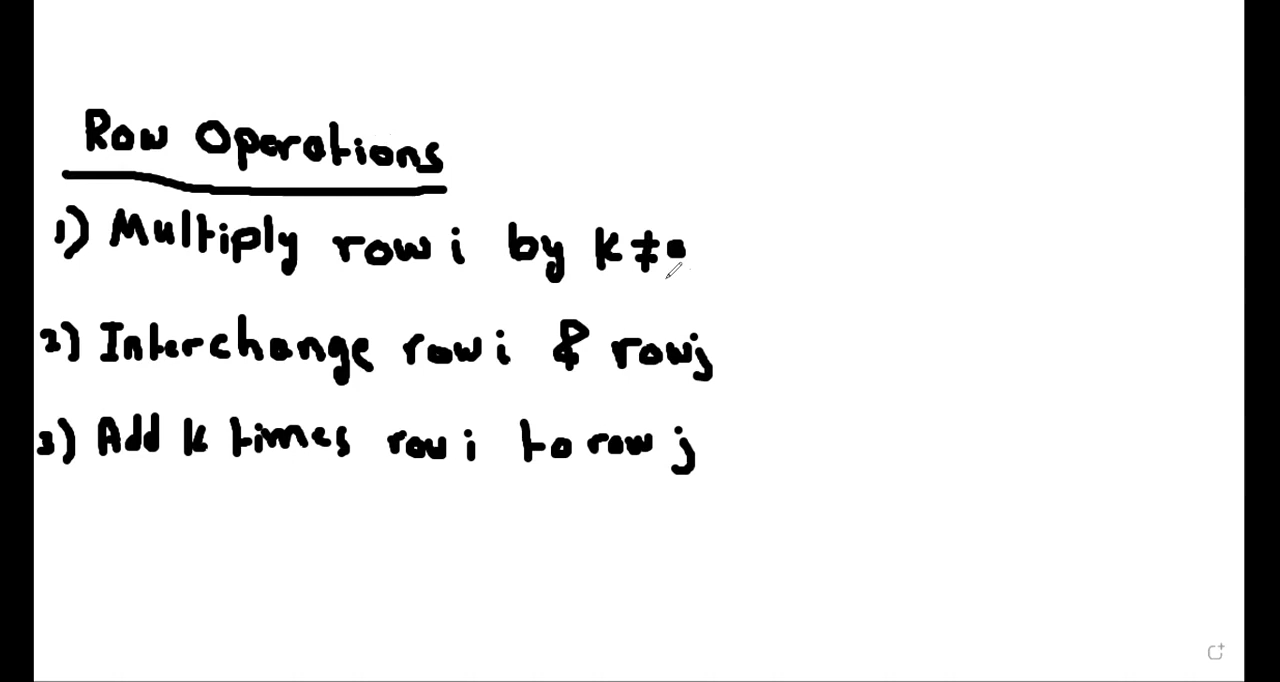 Row Operations
1) Multiply row i by k ≠ 0
2) Interchange row i & row j
3) Add k times row i to row j